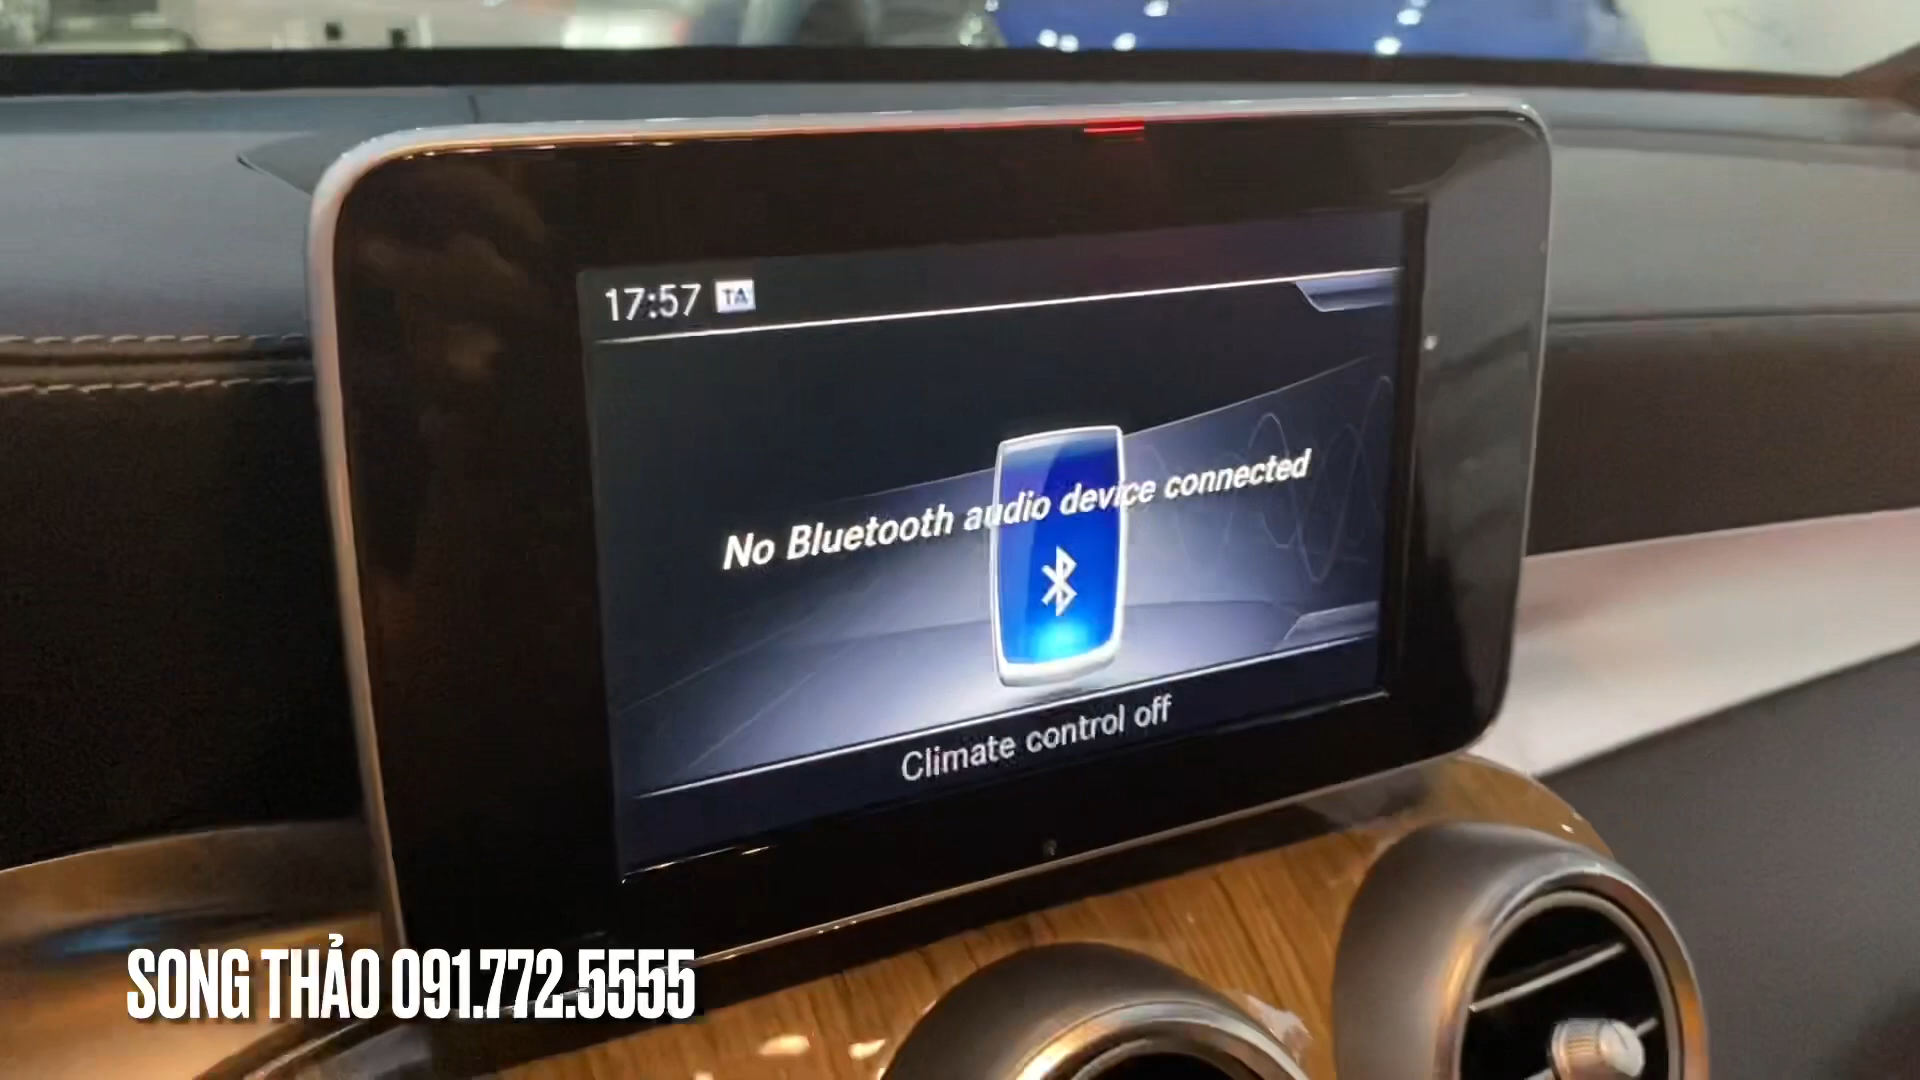 17:57 TA
No Bluetooth audio device connected
Climate control off
SONG THẢO 091.772.5555